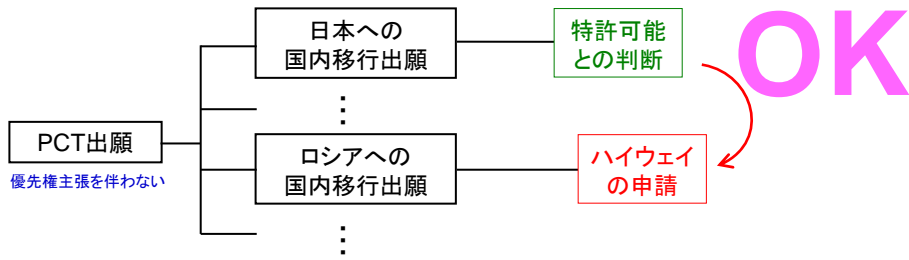 日本への
国内移行出願
特許可能
との判断
OK
⋮
PCT出願
優先権主張を伴わない
ロシアへの
国内移行出願
ハイウェイ
の申請
⋮